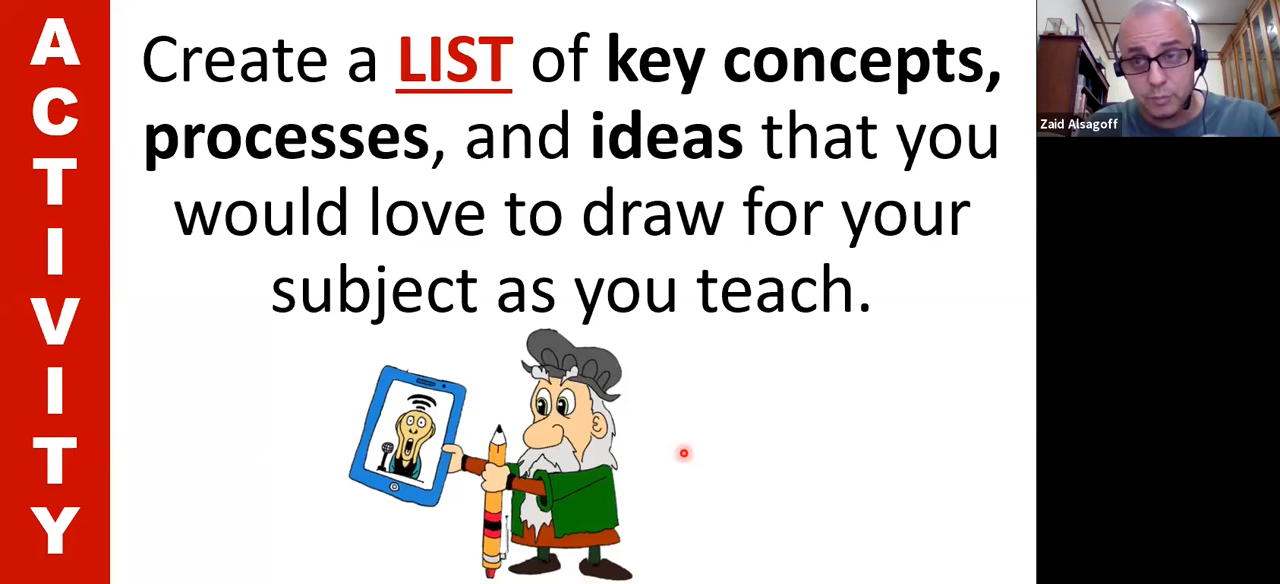 ACTIVITY
Create a LIST of key concepts,
processes, and ideas that you
would love to draw for your
subject as you teach.
Zaid Alsagoff